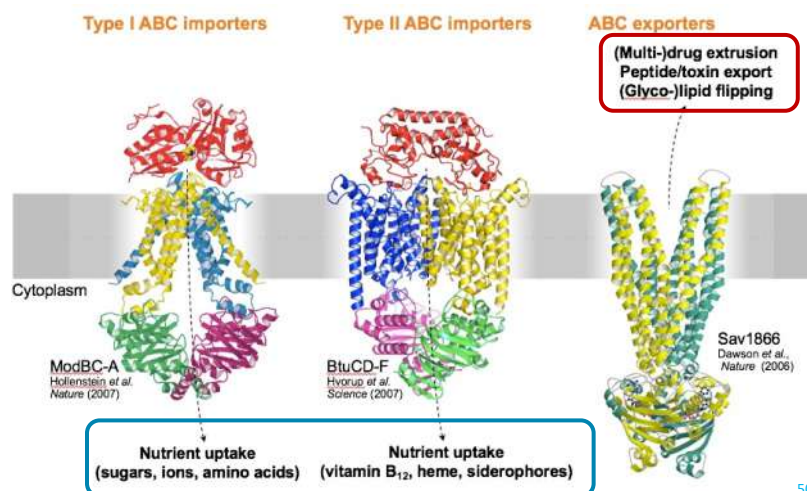 Type I ABC importers
Type II ABC importers
ABC exporters
(Multi-)drug extrusion
Peptide/toxin export
(Glyco-)lipid flipping
Cytoplasm
ModBC-A
Hollenstein et al.
Nature (2007)
BtuCD-F
Hvorup et al.
Science (2007)
Sav1866
Dawson et al.,
Nature (2006)
Nutrient uptake
(sugars, ions, amino acids)
Nutrient uptake
(vitamin B12, heme, siderophores)